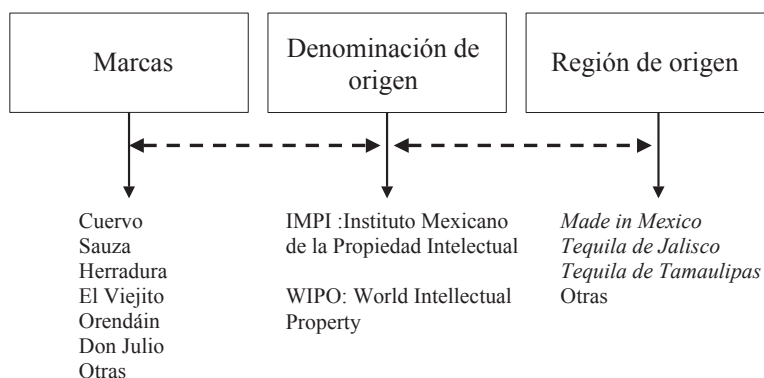 Marcas
Denominación de
origen
Región de origen
Cuervo
Sauza
Herradura
El Viejito
Orendáin
Don Julio
Otras
IMPI :Instituto Mexicano
de la Propiedad Intelectual
WIPO: World Intellectual
Property
Made in Mexico
Tequila de Jalisco
Tequila de Tamaulipas
Otras